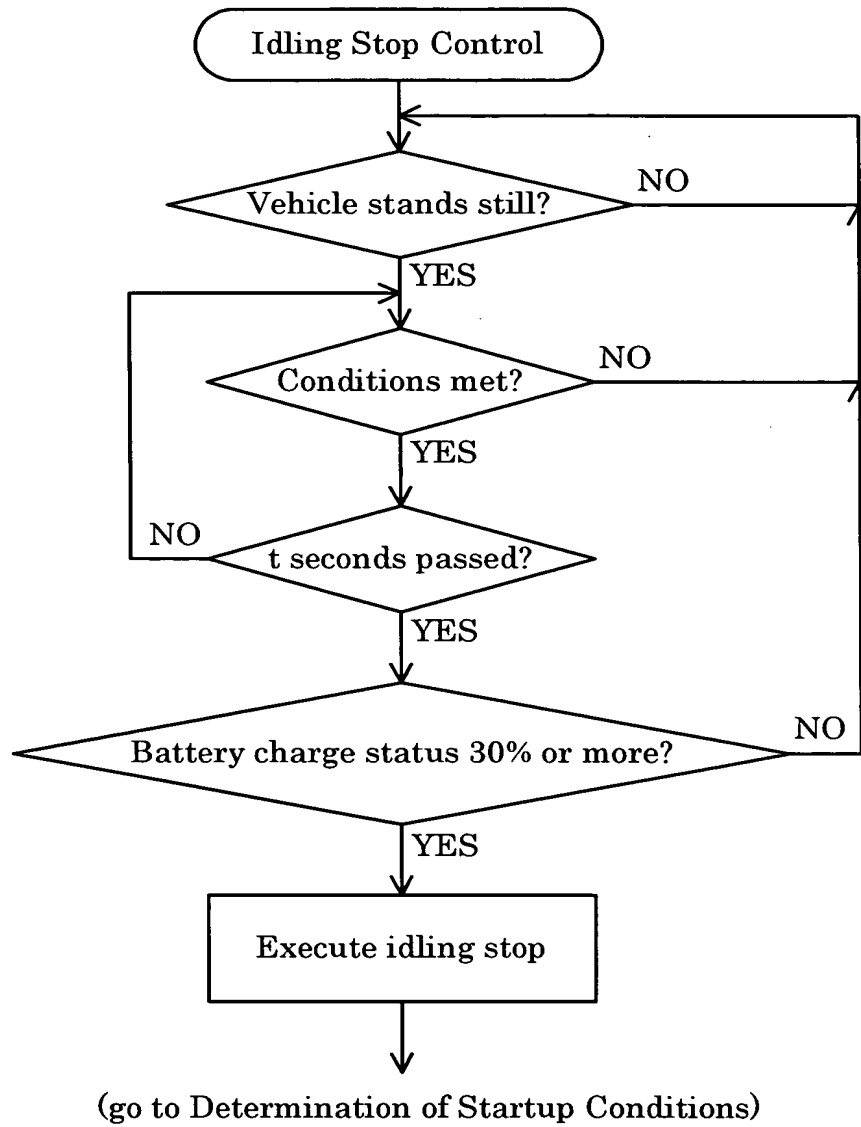 Idling Stop Control
Vehicle stands still?
NO
YES
Conditions met?
NO
YES
t seconds passed?
NO
YES
Battery charge status 30% or more?
NO
YES
Execute idling stop
(go to Determination of Startup Conditions)